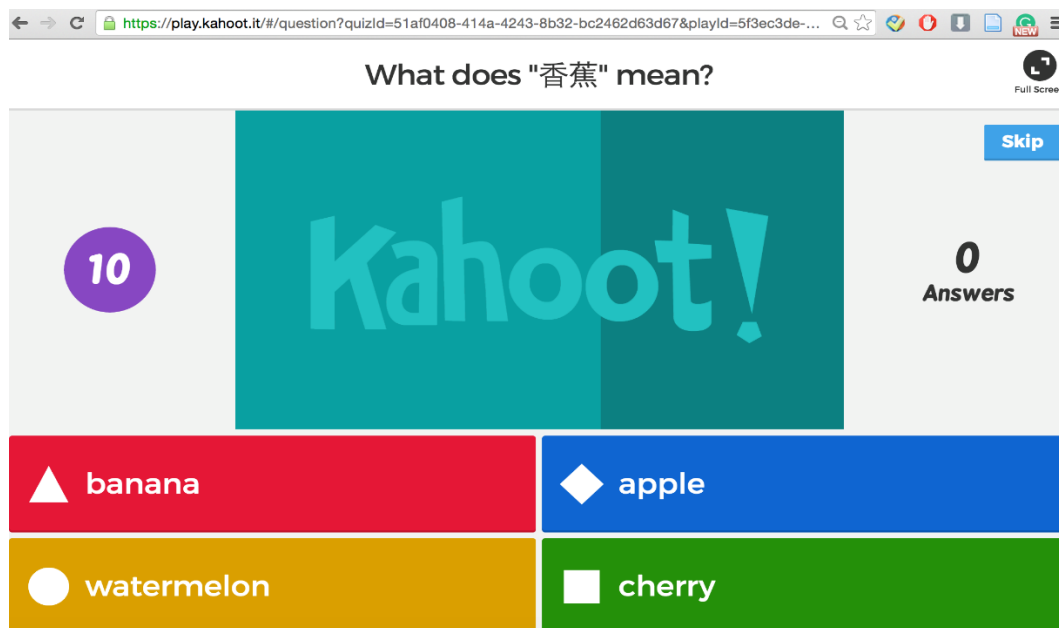 https://play.kahoot.it/#/question?quizId=51af0408-414a-4243-8b32-bc2462d63d67&playId=5f3ec3de-...
NEW
What does "香蕉" mean?
Full Scree
Skip
10
Kahoot!
0
Answers
banana
apple
watermelon
cherry